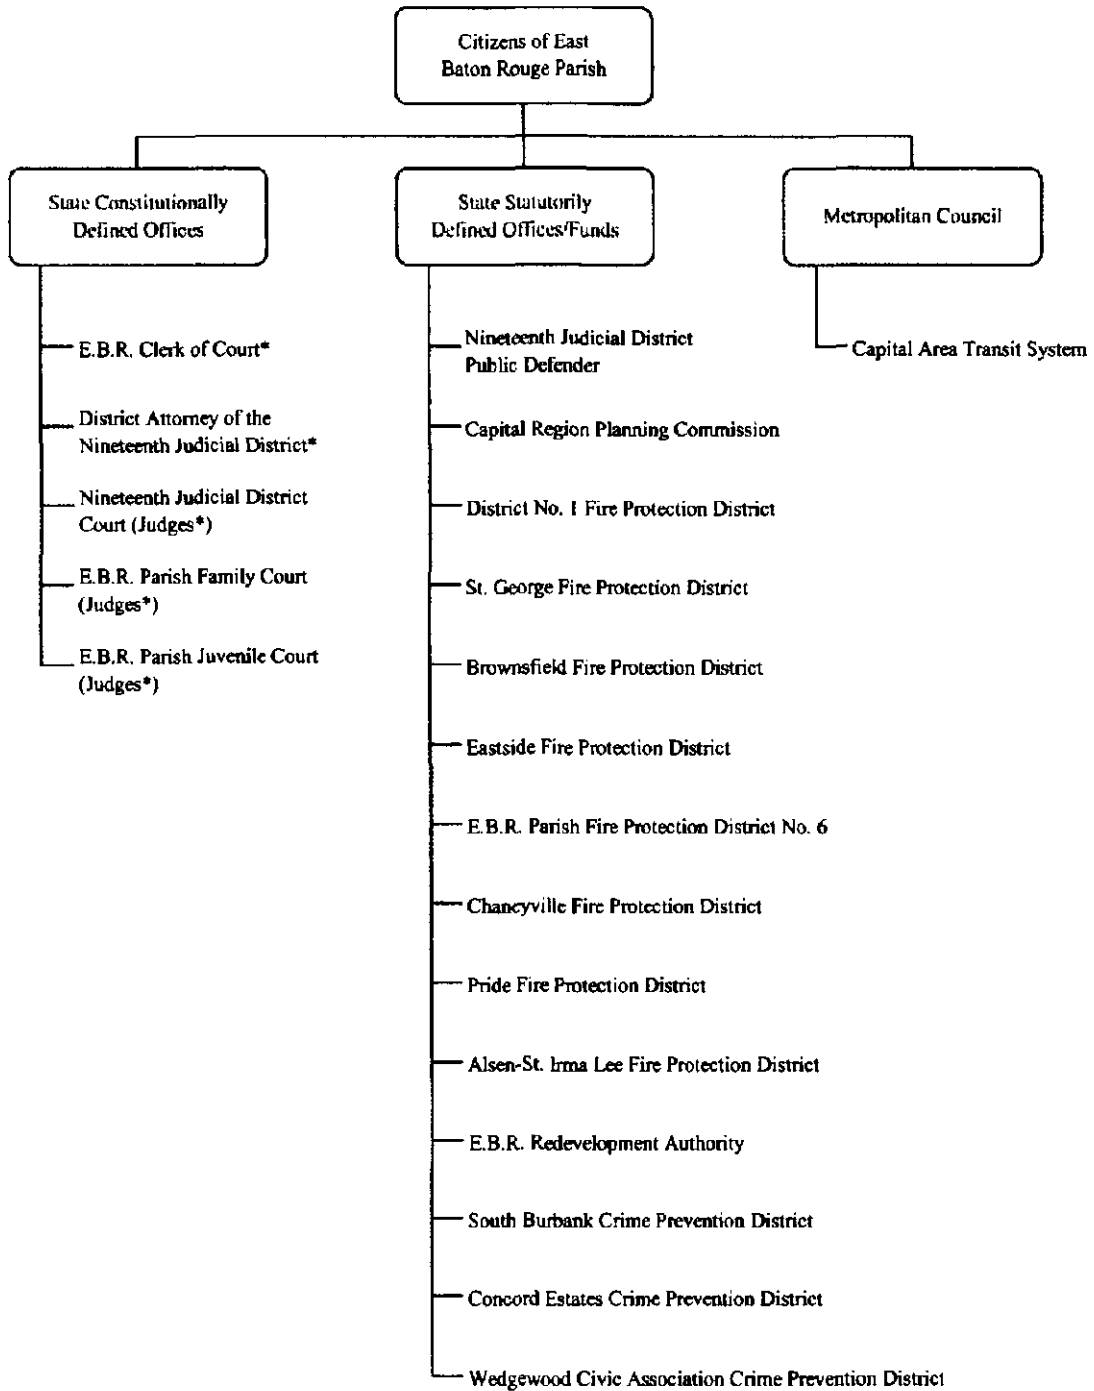 Citizens of East
Baton Rouge Parish
State Constitutionally
Defined Offices
E.B.R. Clerk of Court*
District Attorney of the
Nineteenth Judicial District*
Nineteenth Judicial District
Court (Judges*)
E.B.R. Parish Family Court
(Judges*)
E.B.R. Parish Juvenile Court
(Judges*)
State Statutorily
Defined Offices/Funds
Nineteenth Judicial District
Public Defender
Capital Region Planning Commission
District No. 1 Fire Protection District
St. George Fire Protection District
Brownsfield Fire Protection District
Eastside Fire Protection District
E.B.R. Parish Fire Protection District No. 6
Chaneyville Fire Protection District
Pride Fire Protection District
Alsen-St. Irma Lee Fire Protection District
E.B.R. Redevelopment Authority
South Burbank Crime Prevention District
Concord Estates Crime Prevention District
Wedgewood Civic Association Crime Prevention District
Metropolitan Council
Capital Area Transit System